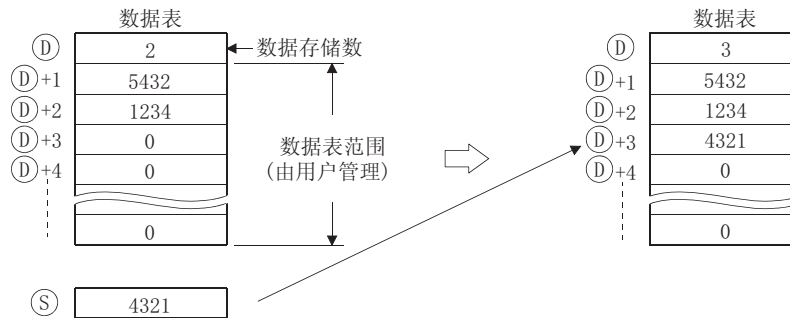 数据表
Ⓓ 2 数据存储数
Ⓓ+1 5432
Ⓓ+2 1234
Ⓓ+3 0
Ⓓ+4 0
0
数据表范围
(由用户管理)
Ⓢ 4321
数据表
Ⓓ 3
Ⓓ+1 5432
Ⓓ+2 1234
Ⓓ+3 4321
Ⓓ+4 0
0